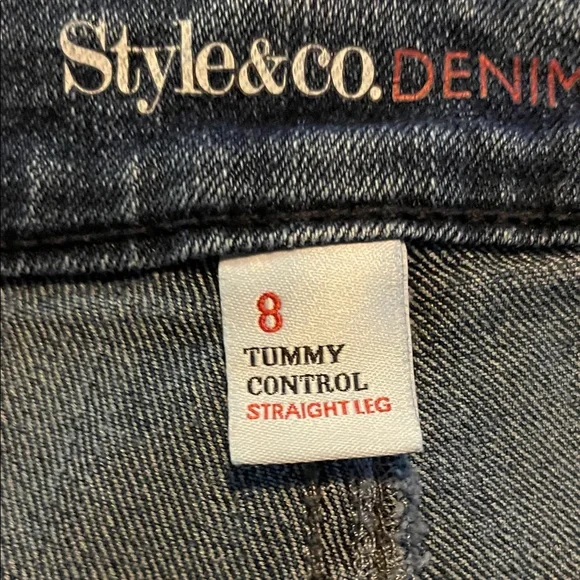 Style&co. DENIM
8
TUMMY
CONTROL
STRAIGHT LEG